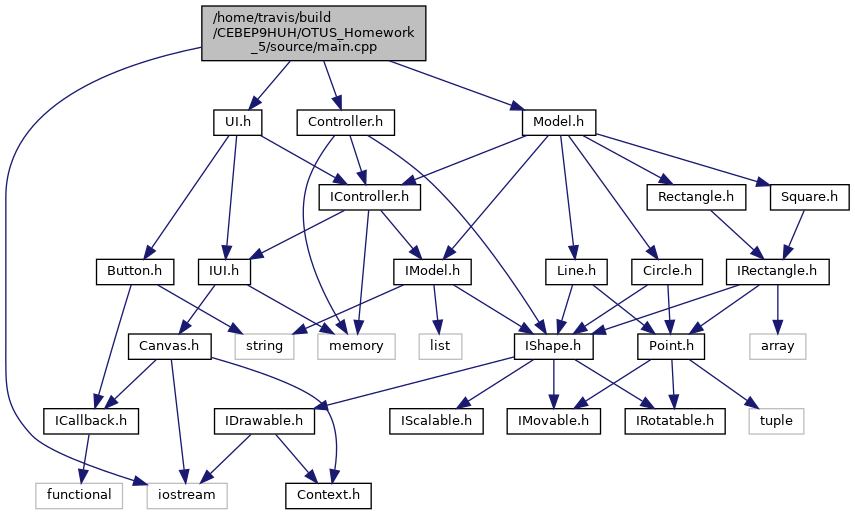 /home/travis/build
/CEBEP9HUH/OTUS_Homework
_5/source/main.cpp
UI.h
Controller.h
Model.h
IController.h
Rectangle.h
Square.h
Button.h
IUI.h
IModel.h
Line.h
Circle.h
IRectangle.h
Canvas.h
string
memory
list
IShape.h
Point.h
array
ICallback.h
IDrawable.h
IScalable.h
IMovable.h
IRotatable.h
tuple
functional
iostream
Context.h